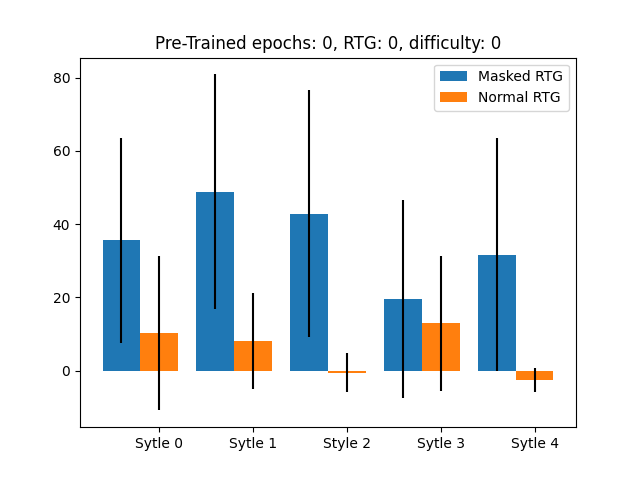 Pre-Trained epochs: 0, RTG: 0, difficulty: 0
Masked RTG
Normal RTG
80
60
40
20
0
Sytle 0
Sytle 1
Style 2
Sytle 3
Sytle 4